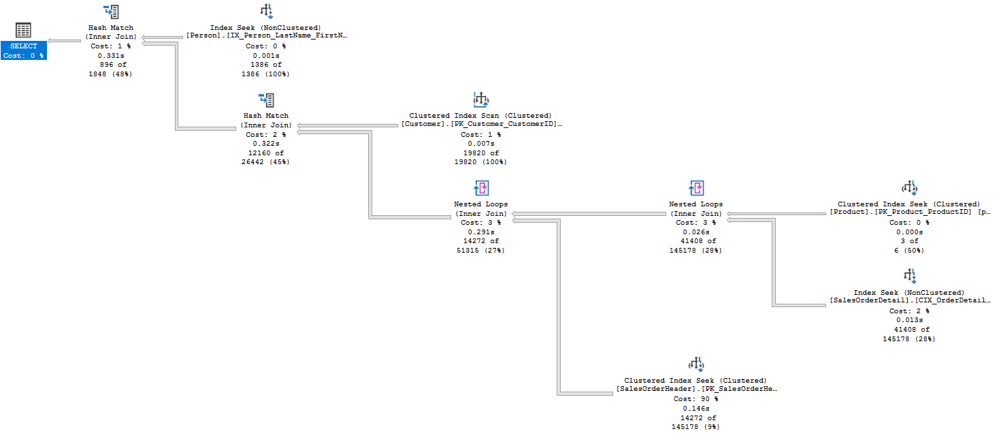 SELECT
Cost: 0 %
Hash Match
(Inner Join)
Cost: 1 %
0.331s
896 of
1848 (48%)
Index Seek (NonClustered)
[Person].[IX_Person_LastName_FirstN…
Cost: 0 %
0.001s
1386 of
1386 (100%)
Hash Match
(Inner Join)
Cost: 2 %
0.322s
12160 of
26442 (45%)
Clustered Index Scan (Clustered)
[Customer].[PK_Customer_CustomerID]…
Cost: 1 %
0.007s
19820 of
19820 (100%)
Nested Loops
(Inner Join)
Cost: 3 %
0.291s
14272 of
51315 (27%)
Nested Loops
(Inner Join)
Cost: 3 %
0.026s
41408 of
145178 (28%)
Clustered Index Seek (Clustered)
[Product].[PK_Product_ProductID] [p…
Cost: 0 %
0.000s
3 of
6 (50%)
Index Seek (NonClustered)
[SalesOrderDetail].[CIX_OrderDetail…
Cost: 2 %
0.013s
41408 of
145178 (28%)
Clustered Index Seek (Clustered)
[SalesOrderHeader].[PK_SalesOrderHe…
Cost: 90 %
0.146s
14272 of
145178 (9%)